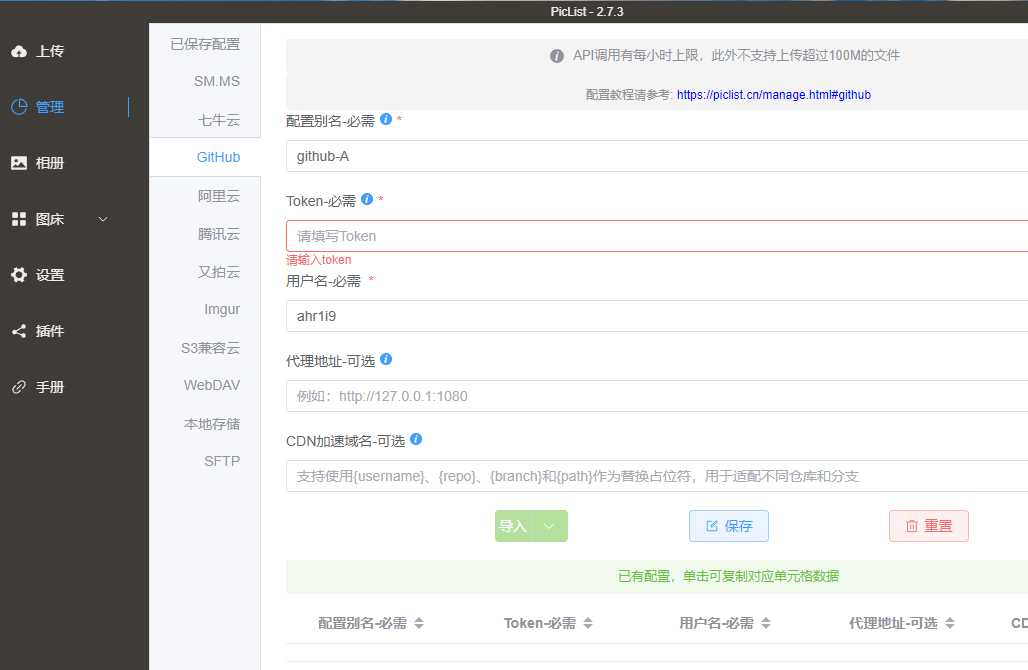 PicList - 2.7.3
上传
管理
相册
图床
设置
插件
手册
已保存配置
SM.MS
七牛云
GitHub
阿里云
腾讯云
又拍云
Imgur
S3兼容云
WebDAV
本地存储
SFTP
API调用有每小时上限，此外不支持上传超过100M的文件
配置教程请参考: https://piclist.cn/manage.html#github
配置别名-必需 *
github-A
Token-必需 *
请填写Token
请输入token
用户名-必需 *
ahr1i9
代理地址-可选
例如：http://127.0.0.1:1080
CDN加速域名-可选
支持使用{username}、{repo}、{branch}和{path}作为替换占位符，用于适配不同仓库和分支
导入 保存 重置
已有配置，单击可复制对应单元格数据
配置别名-必需 Token-必需 用户名-必需 代理地址-可选 CD